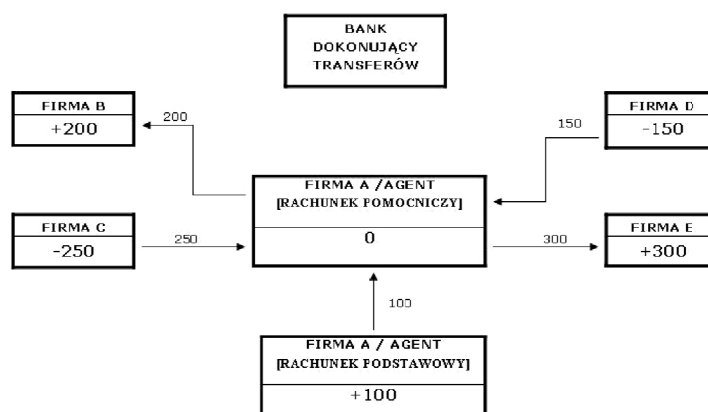 BANK
DOKONUJĄCY
TRANSFERÓW
FIRMA B
+200
200
150
FIRMA D
-150
FIRMA A /AGENT
[RACHUNEK POMOCNICZY]
0
FIRMA C
-250
250
300
FIRMA E
+300
100
FIRMA A / AGENT
[RACHUNEK PODSTAWOWY]
+100